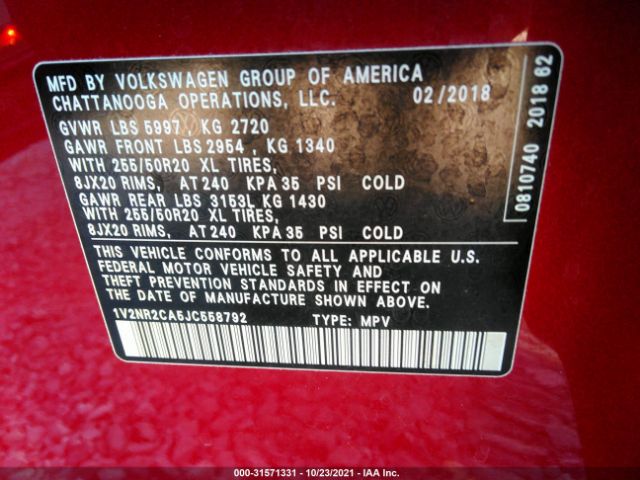 MFD BY VOLKSWAGEN GROUP OF AMERICA
CHATTANOOGA OPERATIONS, LLC. 02/2018
GVWR LBS 5997, KG 2720
GAWR FRONT LBS 2954, KG 1340
WITH 255/50R20 XL TIRES,
8JX20 RIMS, AT 240 KPA 35 PSI COLD
GAWR REAR LBS 3153L KG 1430
WITH 255/50R20 XL TIRES,
8JX20 RIMS, AT 240 KPA 35 PSI COLD
THIS VEHICLE CONFORMS TO ALL APPLICABLE U.S.
FEDERAL MOTOR VEHICLE SAFETY AND
THEFT PREVENTION STANDARDS IN EFFECT ON
THE DATE OF MANUFACTURE SHOWN ABOVE.
1V2NR2CA5JC558792 TYPE: MPV
0810740 2018 62
000-31571331 - 10/23/2021 - IAA Inc.